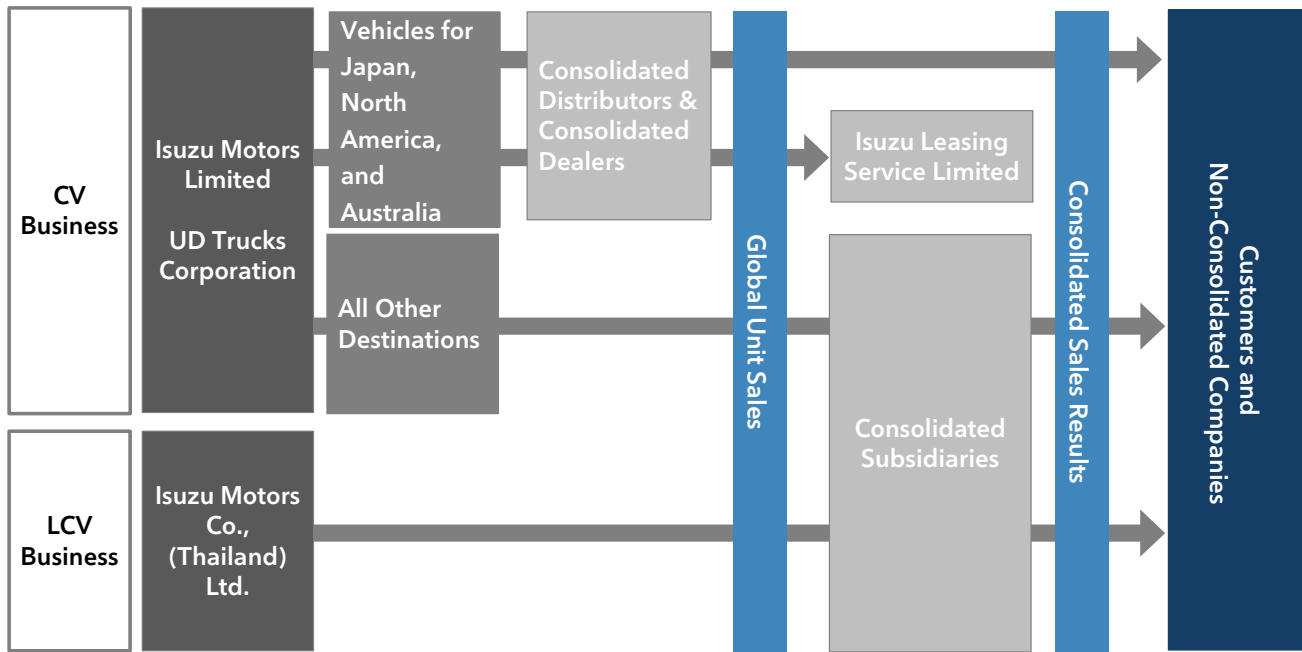 CV
Business
Isuzu Motors
Limited
UD Trucks
Corporation
Vehicles for
Japan,
North
America,
and
Australia
Consolidated
Distributors &
Consolidated
Dealers
Isuzu Leasing
Service Limited
All Other
Destinations
Global Unit Sales
Consolidated
Subsidiaries
Consolidated Sales Results
Customers and
Non-Consolidated Companies
LCV
Business
Isuzu Motors
Co.,
(Thailand)
Ltd.